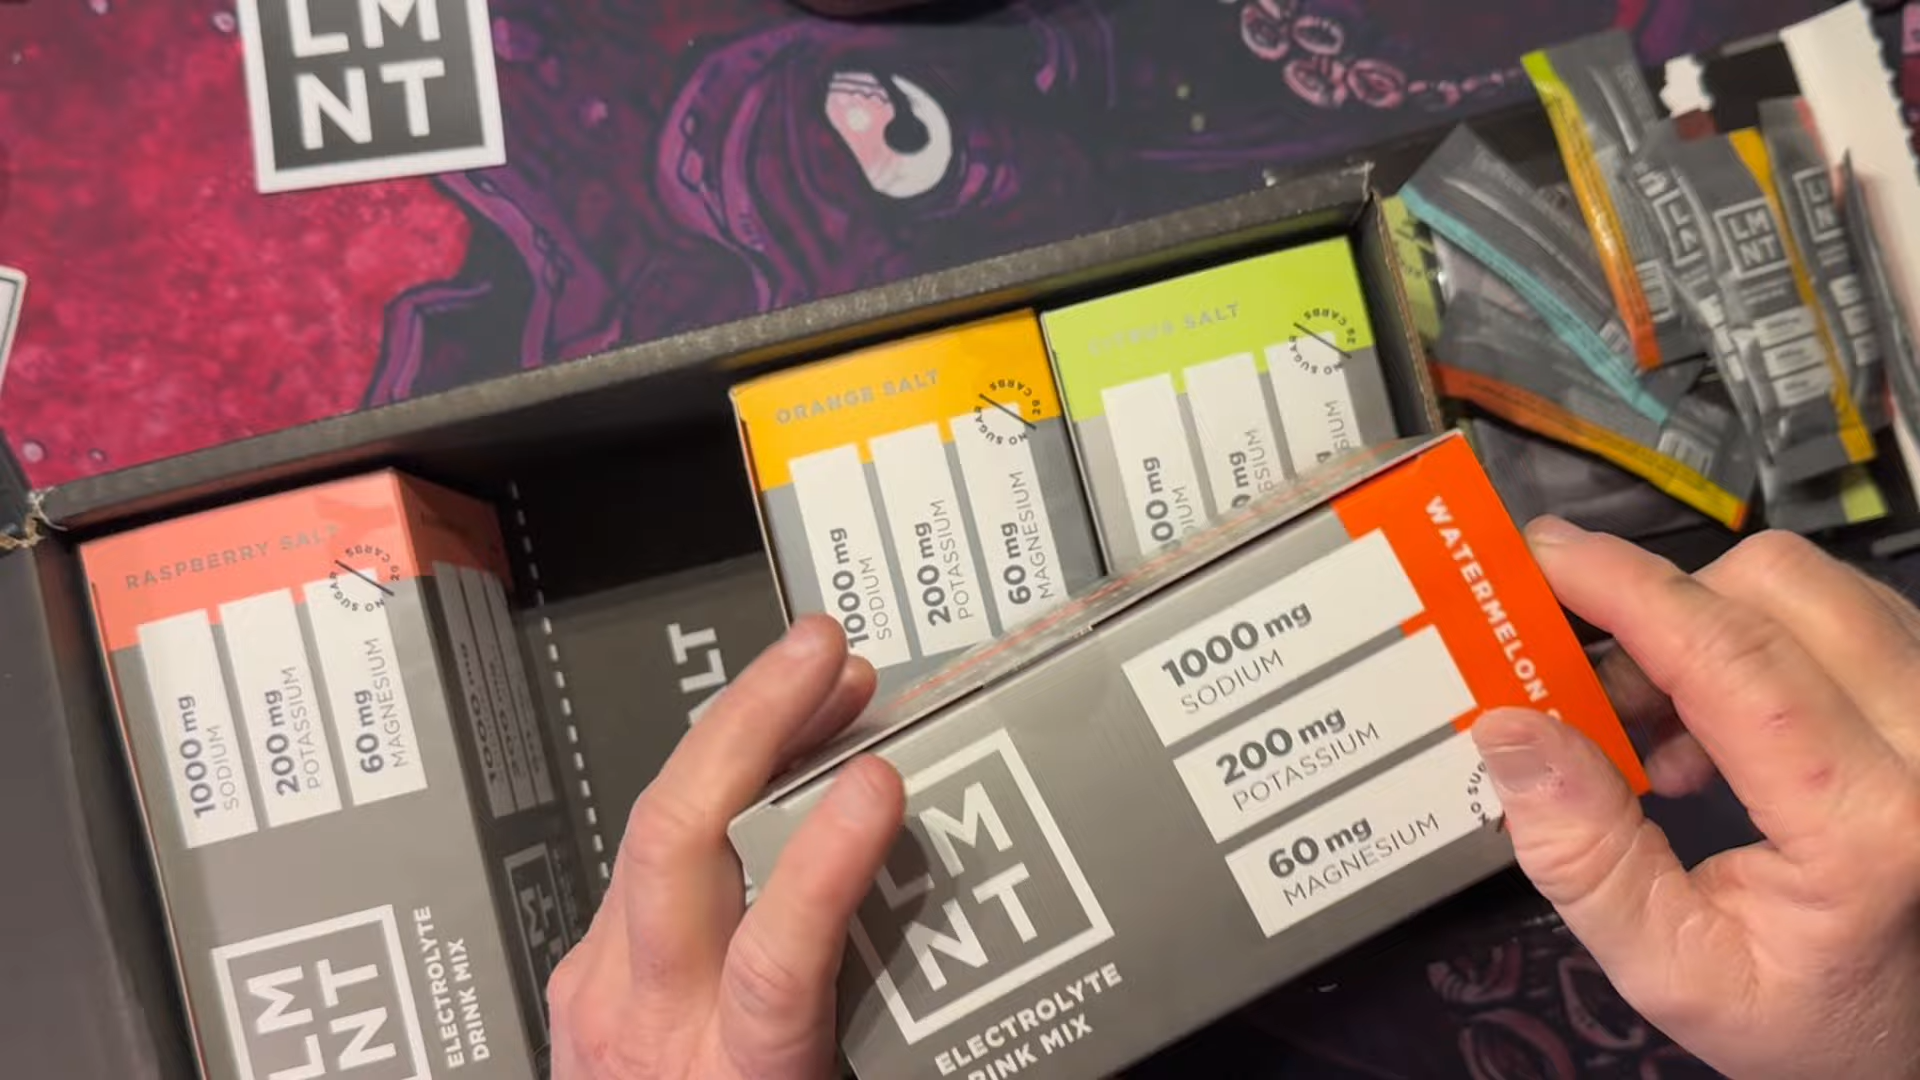 LM
NT
RASPBERRY SALT
NO SUGAR
2g CARBS
1000 mg
SODIUM
200 mg
POTASSIUM
60 mg
MAGNESIUM
LM
NT
ELECTROLYTE
DRINK MIX
ALT
ORANGE SALT
NO SUGAR
2g CARBS
1000 mg
SODIUM
200 mg
POTASSIUM
60 mg
MAGNESIUM
CITRUS SALT
NO SUGAR
2g CARBS
WATERMELON
1000 mg
SODIUM
200 mg
POTASSIUM
60 mg
MAGNESIUM
LM
NT
ELECTROLYTE
DRINK MIX
LM
NT